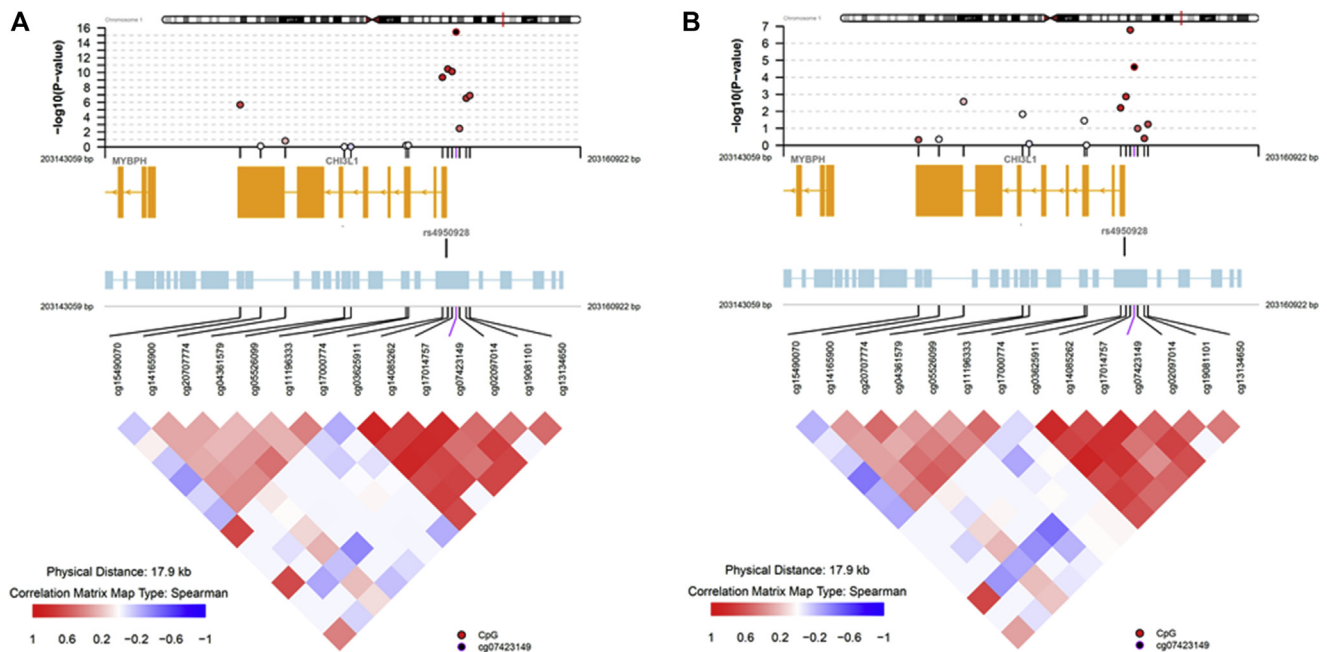 A
Chromosome 1
16
14
12
10
8
6
4
2
0
−log10(P-value)
203143059 bp
203160922 bp
MYBPH
CHI3L1
rs4950928
203143059 bp
203160922 bp
cg15490070
cg14165900
cg20707774
cg04361579
cg05526099
cg11196333
cg17000774
cg03625911
cg14085262
cg17014757
cg07423149
cg02097014
cg19081101
cg13134650
Physical Distance: 17.9 kb
Correlation Matrix Map Type: Spearman
1 0.6 0.2 −0.2 −0.6 −1
CpG
cg07423149
B
Chromosome 1
7
6
5
4
3
2
1
0
−log10(P-value)
203143059 bp
203160922 bp
MYBPH
CHI3L1
rs4950928
203143059 bp
203160922 bp
cg15490070
cg14165900
cg20707774
cg04361579
cg05526099
cg11196333
cg17000774
cg03625911
cg14085262
cg17014757
cg07423149
cg02097014
cg19081101
cg13134650
Physical Distance: 17.9 kb
Correlation Matrix Map Type: Spearman
1 0.6 0.2 −0.2 −0.6 −1
CpG
cg07423149